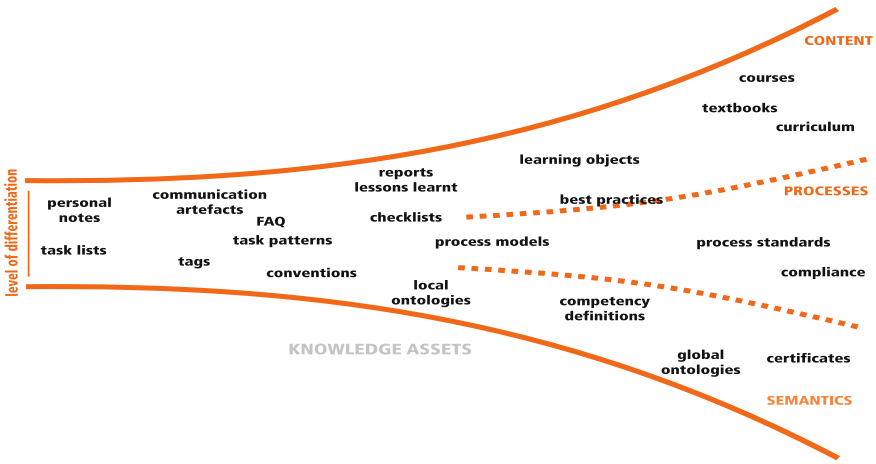 CONTENT
courses
textbooks
curriculum
learning objects
reports
lessons learnt
best practices
PROCESSES
level of differentiation
personal
notes
communication
artefacts
FAQ
checklists
task lists
tags
task patterns
conventions
process models
process standards
compliance
local
ontologies
competency
definitions
KNOWLEDGE ASSETS
global
ontologies
certificates
SEMANTICS